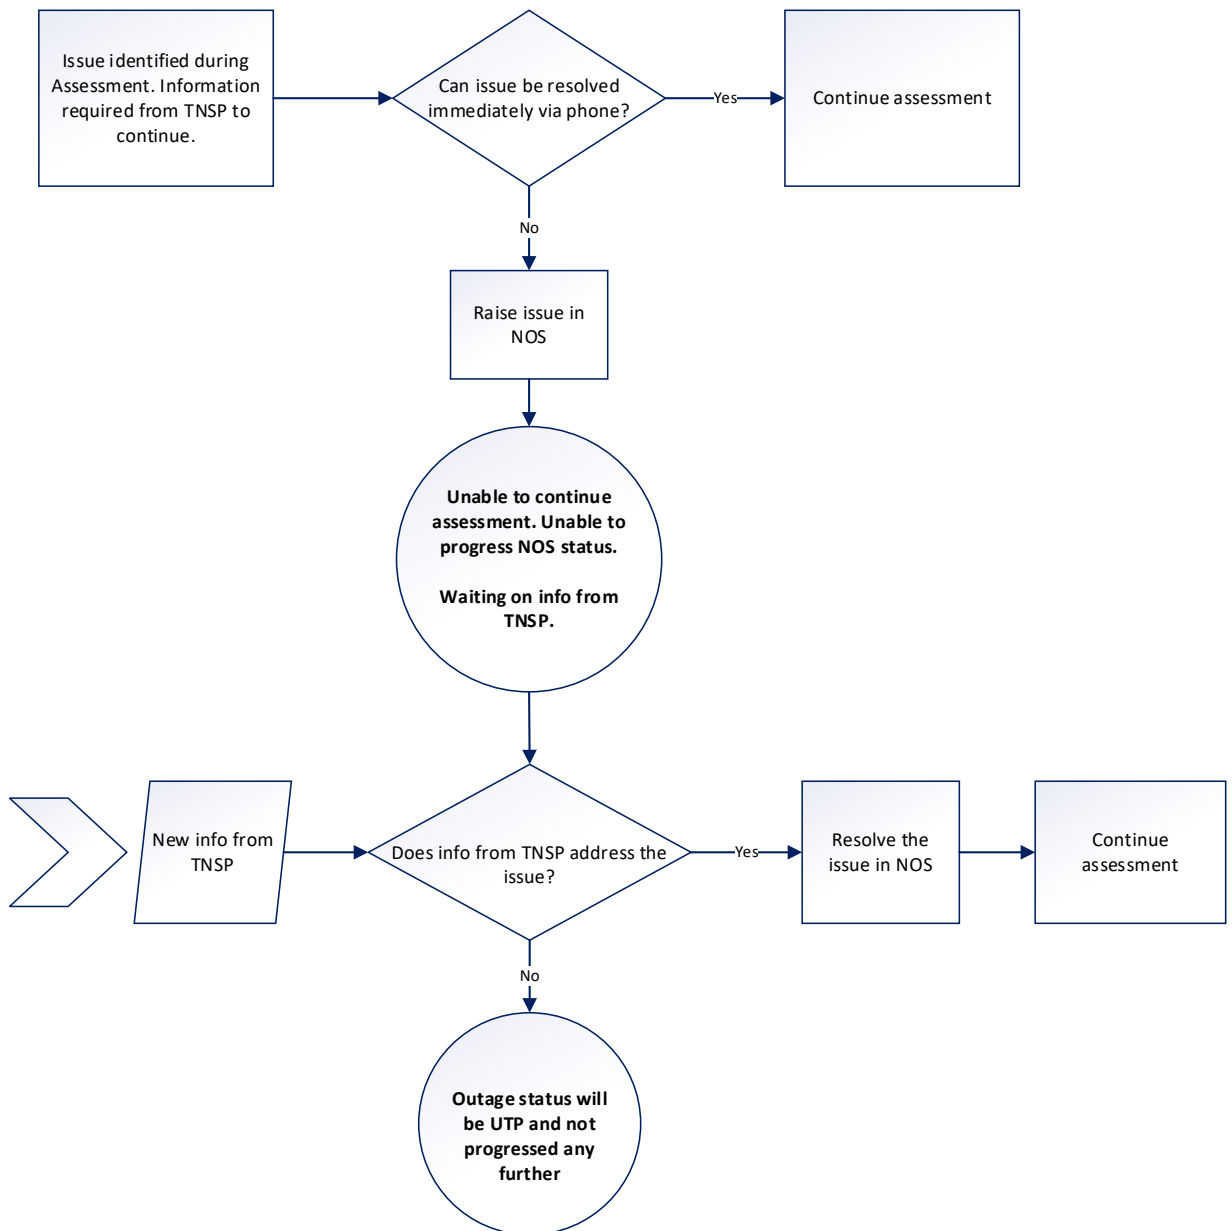 Issue identified during
Assessment. Information
required from TNSP to
continue.
Can issue be resolved
immediately via phone?
Yes
Continue assessment
No
Raise issue in
NOS
Unable to continue
assessment. Unable to
progress NOS status.
Waiting on info from
TNSP.
New info from
TNSP
Does info from TNSP address the
issue?
Yes
Resolve the
issue in NOS
Continue
assessment
No
Outage status will
be UTP and not
progressed any
further